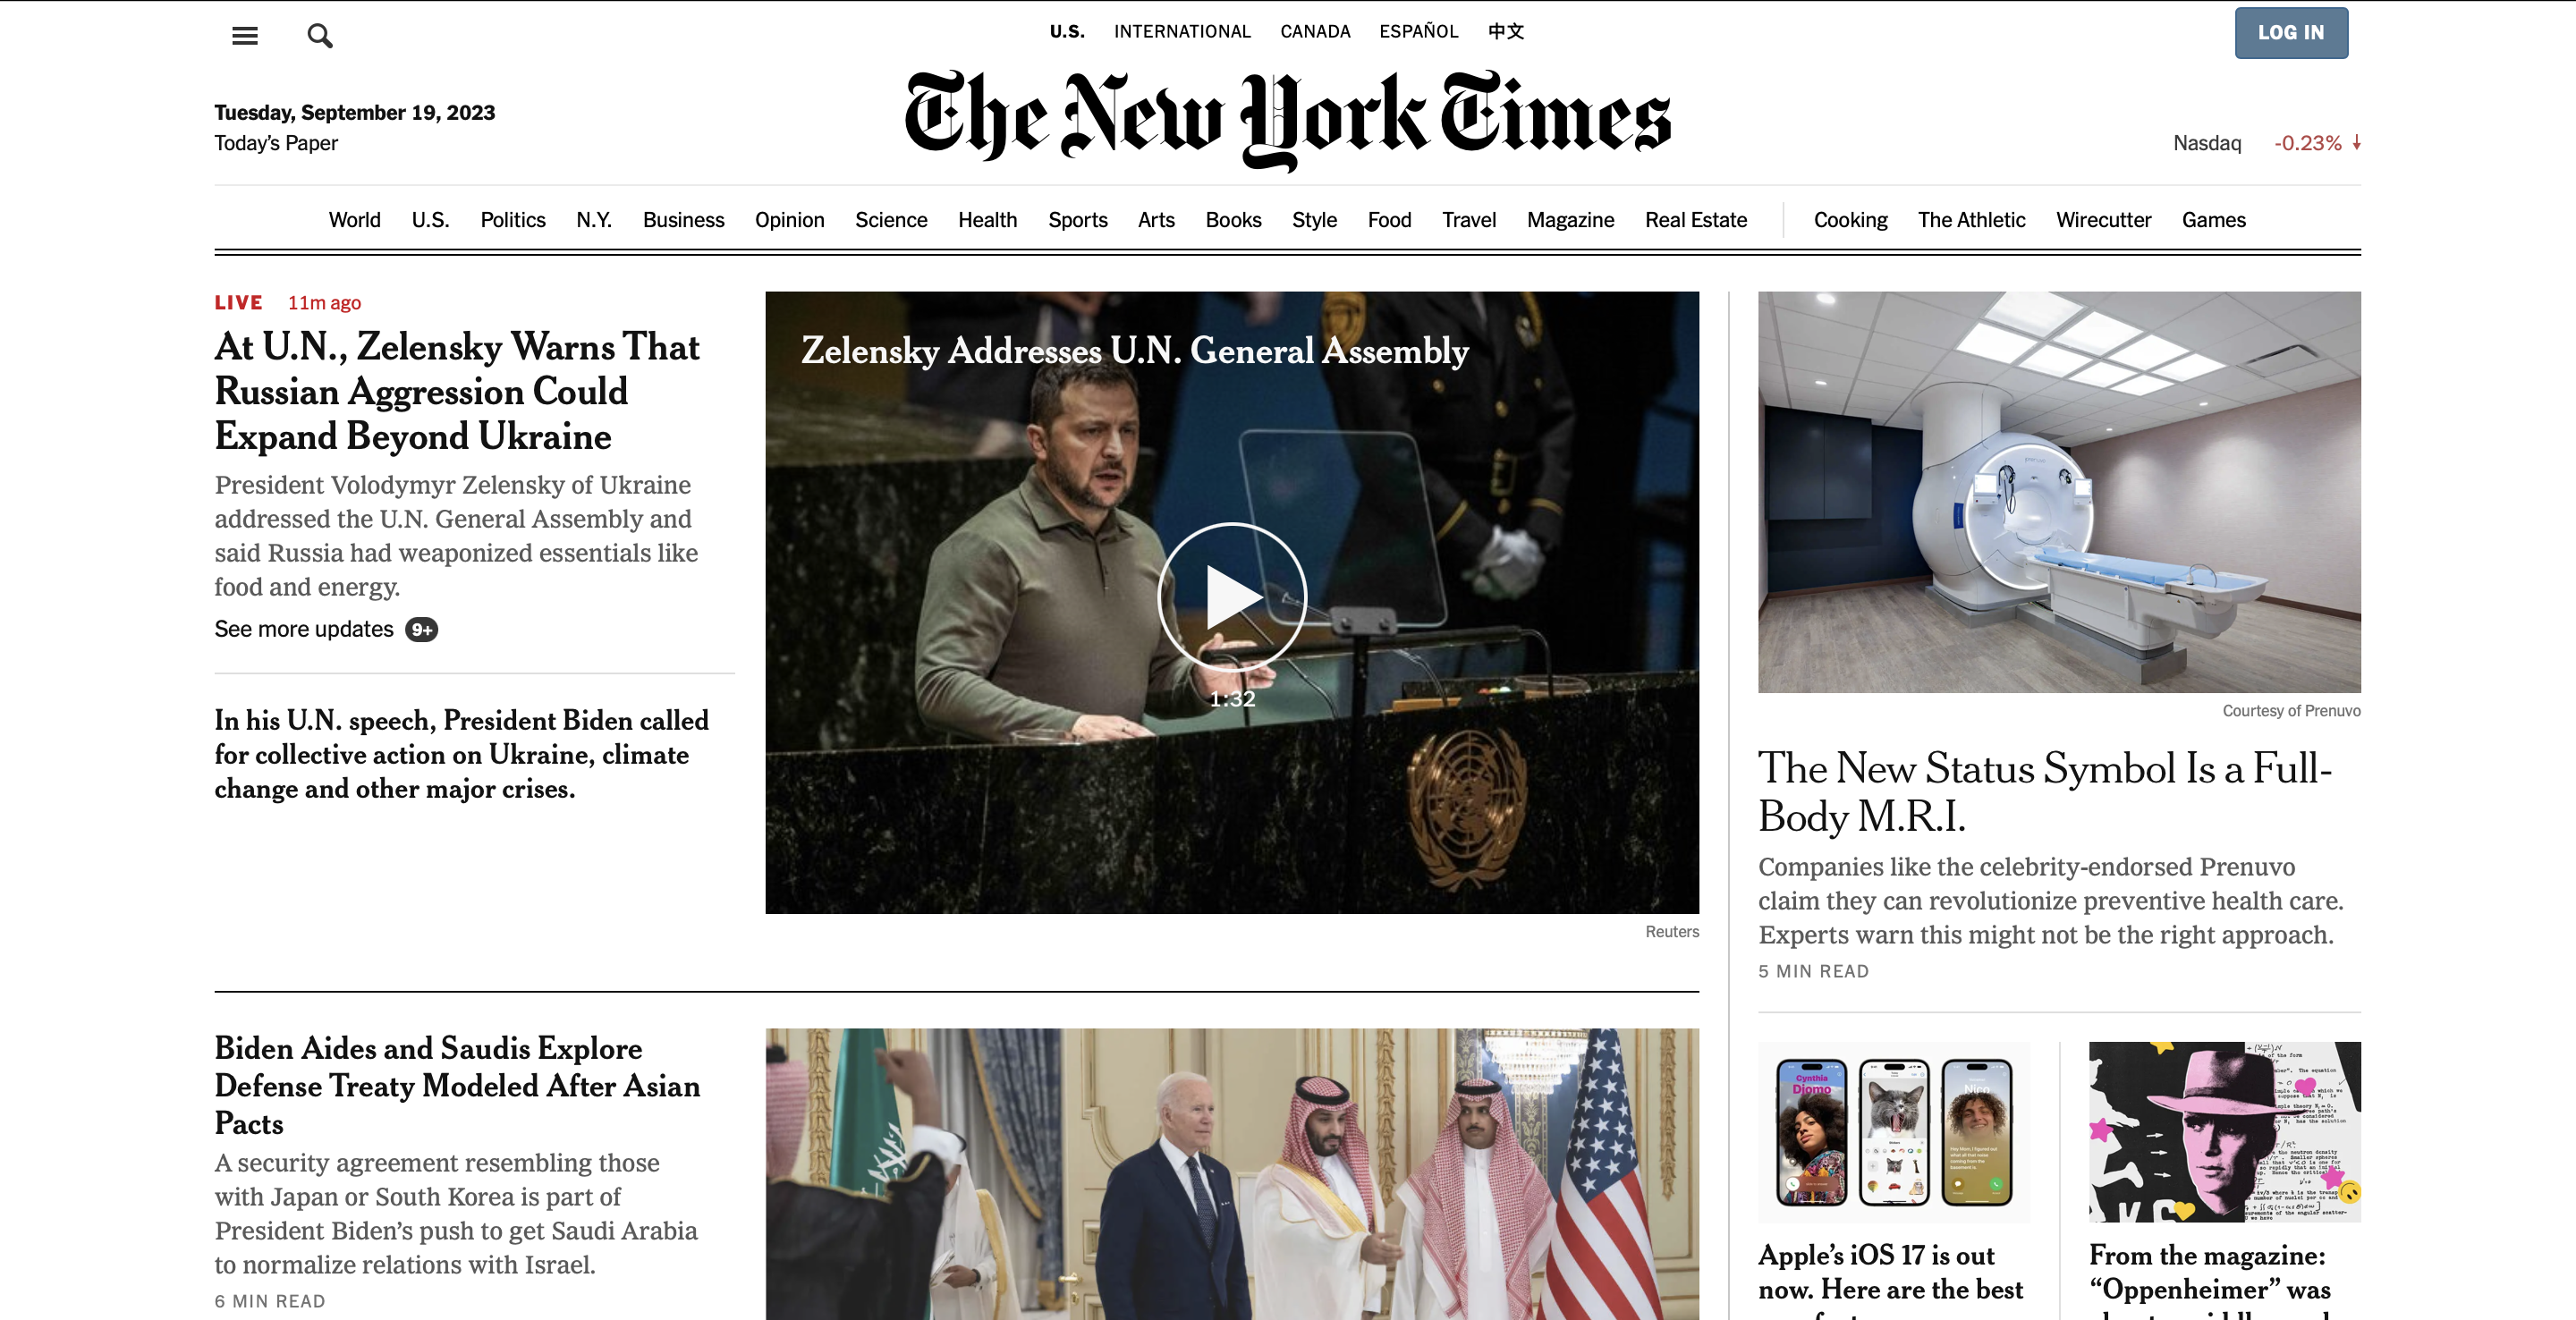 U.S. INTERNATIONAL CANADA ESPAÑOL 中文
LOG IN
Tuesday, September 19, 2023
Today’s Paper
The New York Times
Nasdaq -0.23%
World U.S. Politics N.Y. Business Opinion Science Health Sports Arts Books Style Food Travel Magazine Real Estate Cooking The Athletic Wirecutter Games
LIVE 11m ago
At U.N., Zelensky Warns That
Russian Aggression Could
Expand Beyond Ukraine
President Volodymyr Zelensky of Ukraine
addressed the U.N. General Assembly and
said Russia had weaponized essentials like
food and energy.
See more updates 9+
In his U.N. speech, President Biden called
for collective action on Ukraine, climate
change and other major crises.
Zelensky Addresses U.N. General Assembly
1:32
Reuters
Biden Aides and Saudis Explore
Defense Treaty Modeled After Asian
Pacts
A security agreement resembling those
with Japan or South Korea is part of
President Biden’s push to get Saudi Arabia
to normalize relations with Israel.
6 MIN READ
Courtesy of Prenuvo
The New Status Symbol Is a Full-
Body M.R.I.
Companies like the celebrity-endorsed Prenuvo
claim they can revolutionize preventive health care.
Experts warn this might not be the right approach.
5 MIN READ
Cynthia
Djomo
Nico
Apple’s iOS 17 is out
now. Here are the best
From the magazine:
“Oppenheimer” was